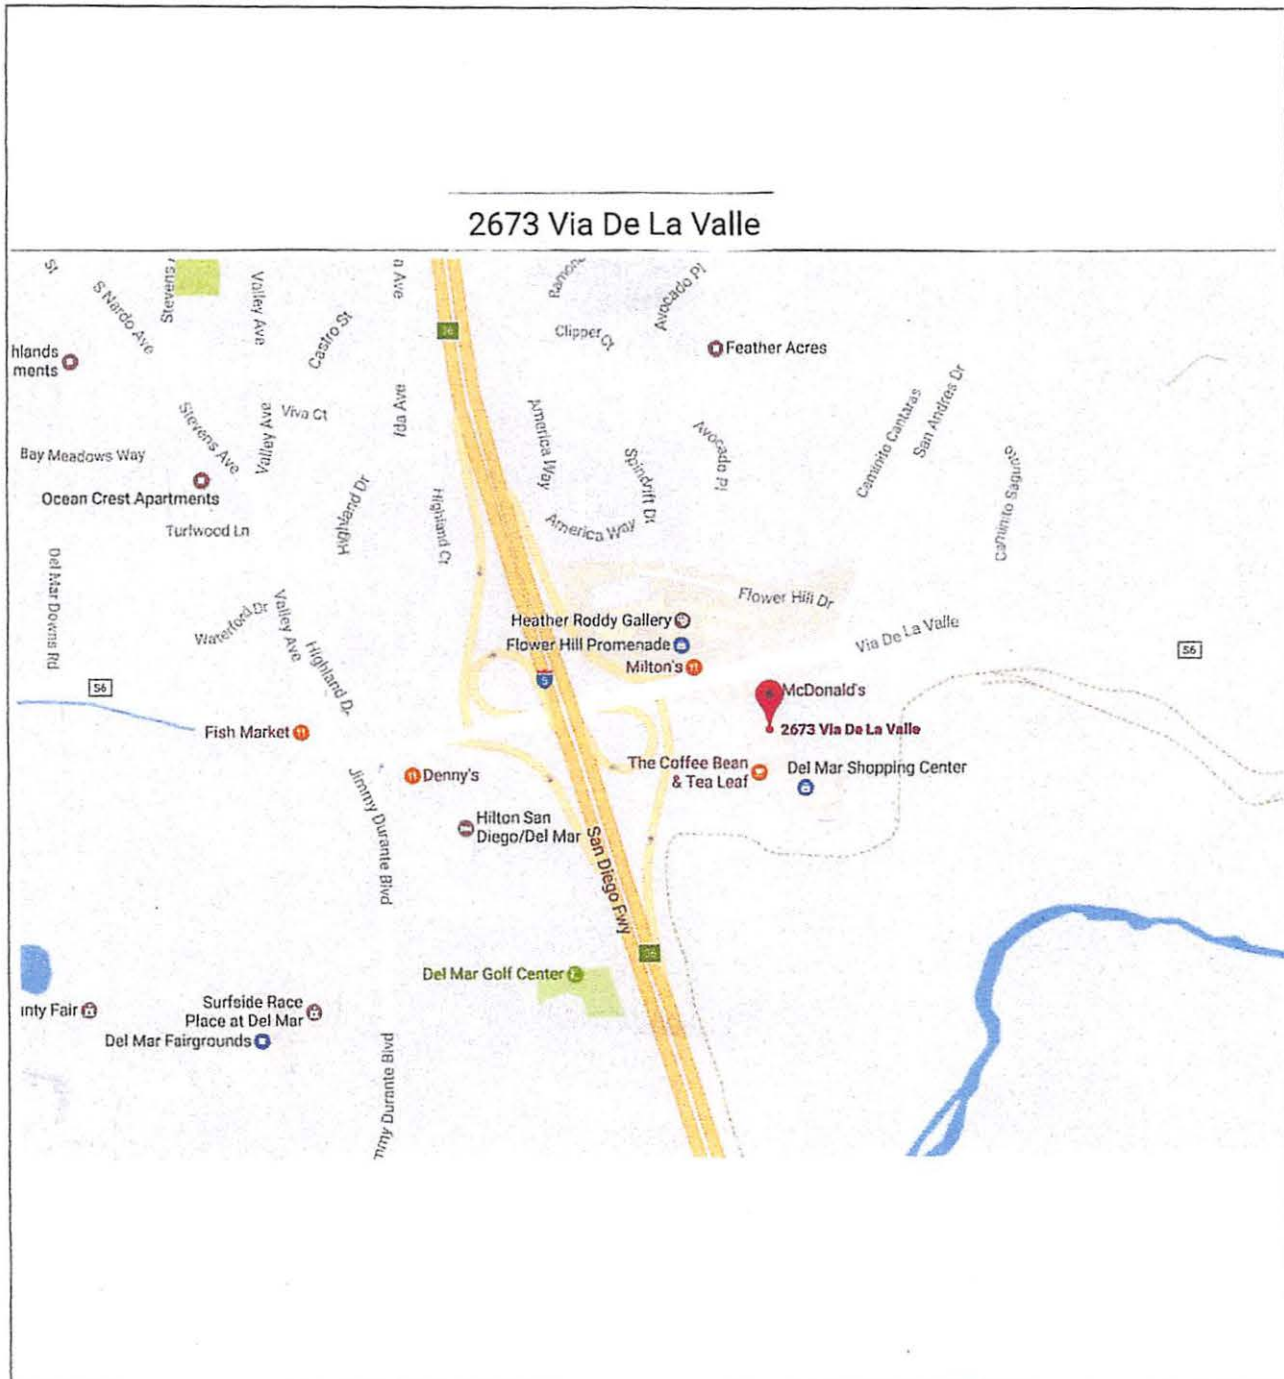 2673 Via De La Valle
St
S Nardo Ave
Stevens
Valley Ave
Castro St
a Ave
Avocado Pl
Clipper Ct
Feather Acres
hlands
ments
Stevens Ave
Valley Ave
Viva Ct
Ida Ave
America Way
Spindrift Dr
Avocado Pl
Caminito Cantaras
San Andres Dr
Caminito Sagunto
Bay Meadows Way
Ocean Crest Apartments
Turfwood Ln
Highland Dr
Highland Ct
America Way
Del Mar Downs Rd
Waterford Dr
Valley Ave
Highland Dr
Flower Hill Dr
Heather Roddy Gallery
Flower Hill Promenade
Milton's
Via De La Valle
S6
S6
5
McDonald's
2673 Via De La Valle
Fish Market
Denny's
The Coffee Bean
& Tea Leaf
Del Mar Shopping Center
Jimmy Durante Blvd
Hilton San
Diego/Del Mar
San Diego Fwy
Del Mar Golf Center
unty Fair
Surfside Race
Place at Del Mar
Del Mar Fairgrounds
mmy Durante Blvd